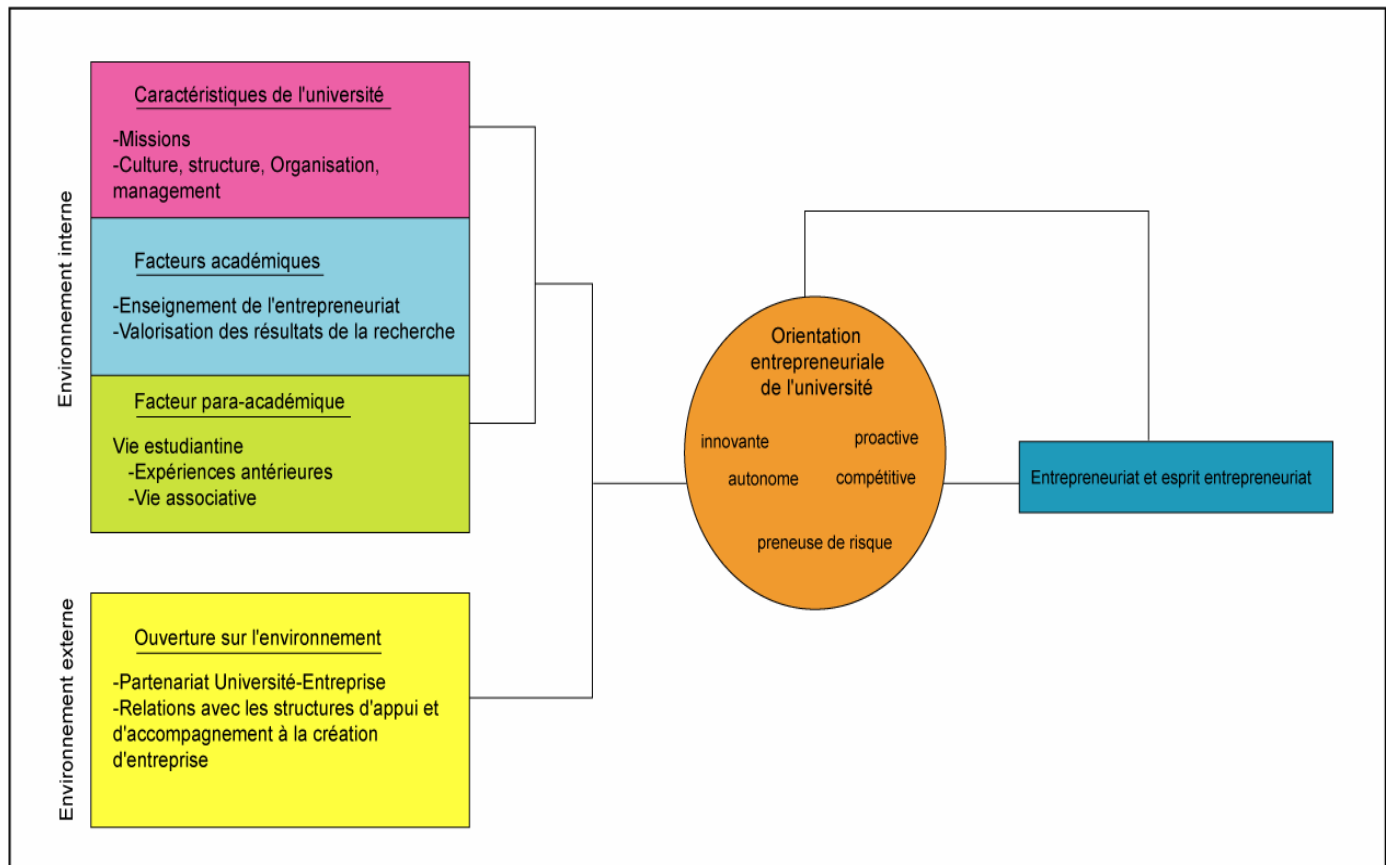 Environnement interne
Caractéristiques de l'université
-Missions
-Culture, structure, Organisation,
management
Facteurs académiques
-Enseignement de l'entrepreneuriat
-Valorisation des résultats de la recherche
Facteur para-académique
Vie estudiantine
-Expériences antérieures
-Vie associative
Environnement externe
Ouverture sur l'environnement
-Partenariat Université-Entreprise
-Relations avec les structures d'appui et
d'accompagnement à la création
d'entreprise
Orientation
entrepreneuriale
de l'université
innovante
proactive
autonome
compétitive
preneuse de risque
Entrepreneuriat et esprit entrepreneuriat